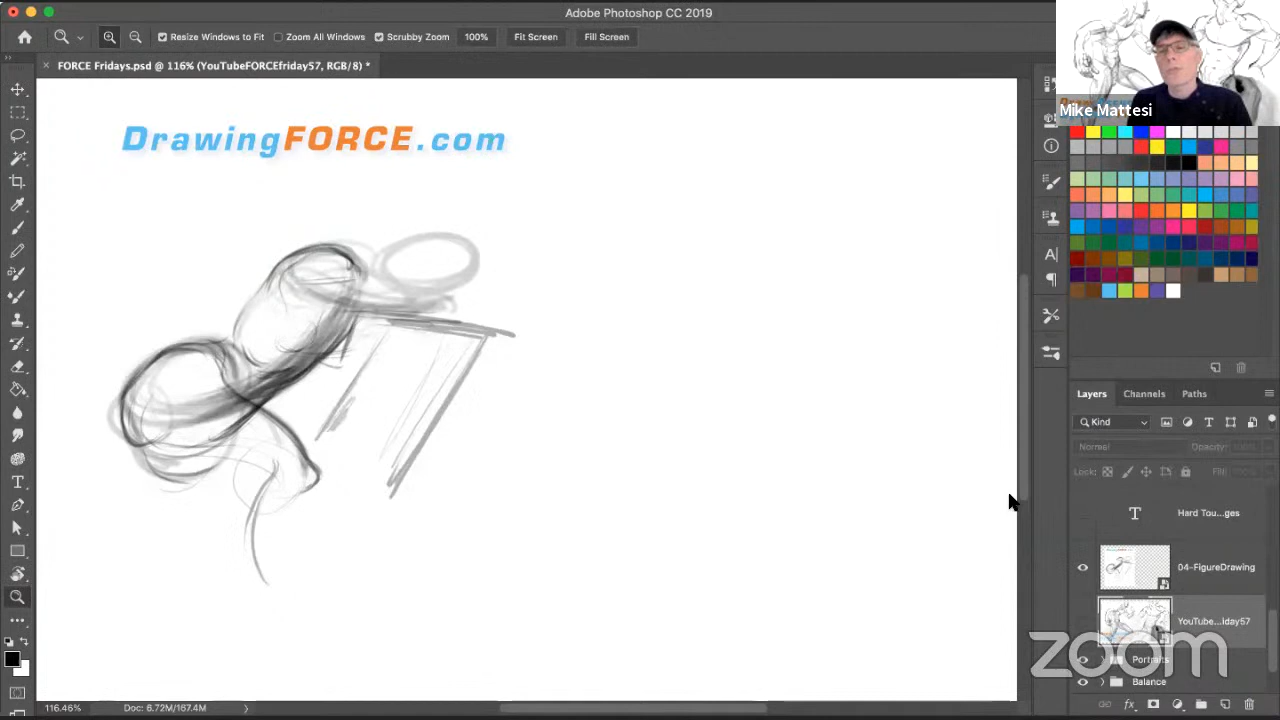 Adobe Photoshop CC 2019
Resize Windows to Fit
Zoom All Windows
Scrubby Zoom
100%
Fit Screen
Fill Screen
FORCE Fridays.psd @ 116% (YouTubeFORCEfriday57, RGB/8) *
Mike Mattesi
DrawingFORCE.com
Layers
Channels
Paths
Kind
Normal
Opacity: 100%
Lock:
Fill:
Hard Tou...ges
04-FigureDrawing
YouTube...iday57
zoom
Portraits
Balance
116.46%
Doc: 6.72M/167.4M